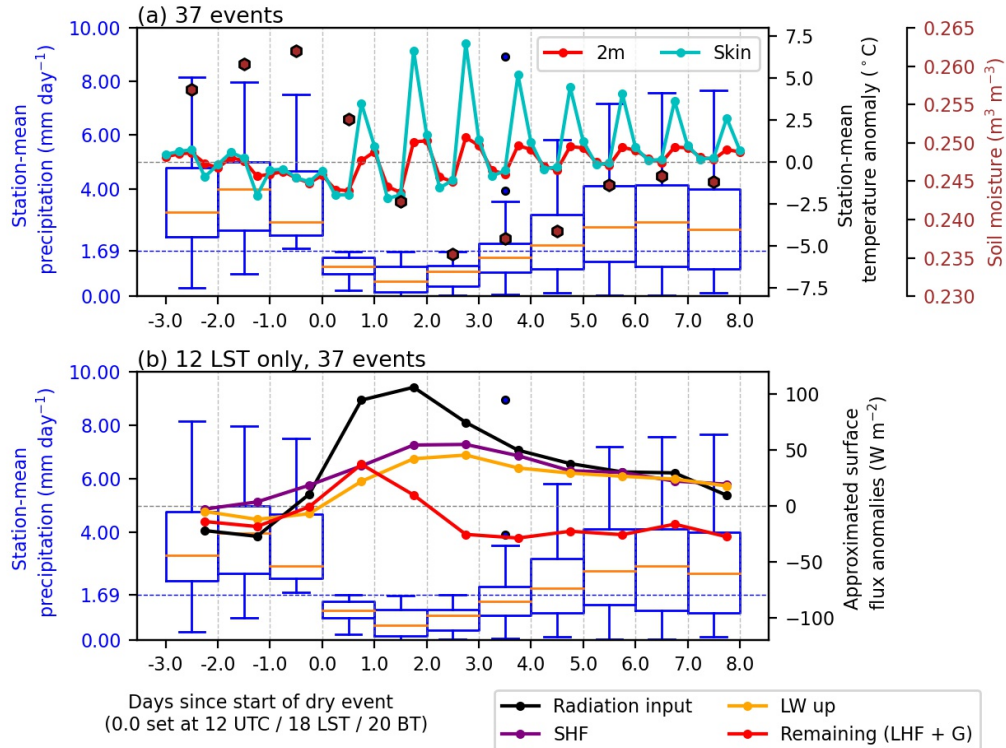 (a) 37 events
10.00
8.00
6.00
4.00
1.69
0.00
Station-mean
precipitation (mm day⁻¹)
2m
Skin
7.5
5.0
2.5
0.0
−2.5
−5.0
−7.5
Station-mean
temperature anomaly (°C)
0.265
0.260
0.255
0.250
0.245
0.240
0.235
0.230
Soil moisture (m³ m⁻³)
-3.0 -2.0 -1.0 0.0 1.0 2.0 3.0 4.0 5.0 6.0 7.0 8.0
(b) 12 LST only, 37 events
10.00
8.00
6.00
4.00
1.69
0.00
Station-mean
precipitation (mm day⁻¹)
100
50
0
−50
−100
Approximated surface
flux anomalies (W m⁻²)
-3.0 -2.0 -1.0 0.0 1.0 2.0 3.0 4.0 5.0 6.0 7.0 8.0
Days since start of dry event
(0.0 set at 12 UTC / 18 LST / 20 BT)
Radiation input
SHF
LW up
Remaining (LHF + G)